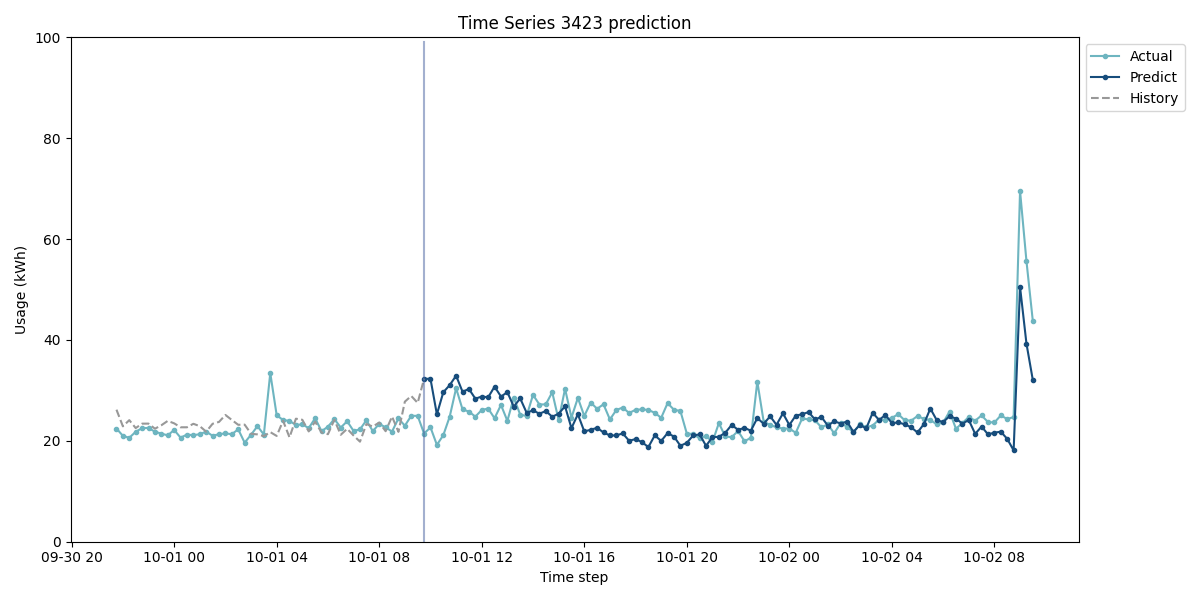 Time Series 3423 prediction
100
80
60
40
20
0
Usage (kWh)
09-30 20
10-01 00
10-01 04
10-01 08
10-01 12
10-01 16
10-01 20
10-02 00
10-02 04
10-02 08
Time step
Actual
Predict
History